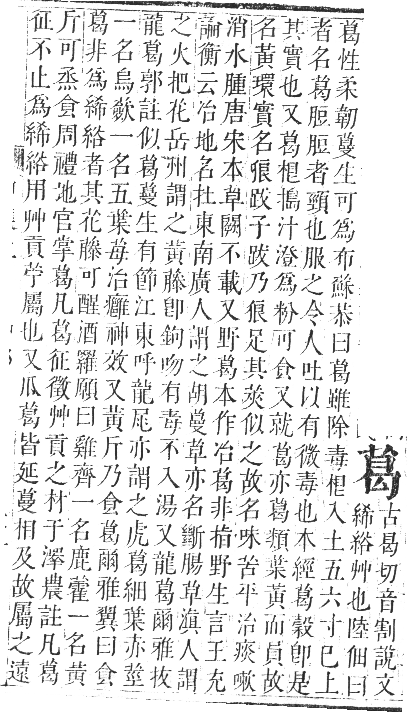 葛
古曷切音割說文
絺綌艸也陸佃曰
葛性柔韌蔓生可為布蘇恭曰葛雖除毒根入土五六寸已上
者名葛脰脰者頸也服之令人吐以有微毒也本經葛穀卽是
其實也又葛根搗汁澄為粉可食又就葛亦葛類葉黃而員故
名黃環實名狼跋子跋乃狼足其莢似之故名味苦平治痰嗽
消水腫唐宋本草闕不載又野葛本作冶葛非指野生言王充
論衡云冶地名在東南廣人謂之胡蔓草亦名斷腸草滇人謂
之火把花岳州謂之黃藤卽鉤吻有毒不入湯又龍葛爾雅拔
龍葛郭註似葛蔓生有節江東呼龍尾亦謂之虎葛細葉赤莖
一名烏蘞一名五葉莓治癰神效又黃斤乃食葛爾雅翼曰食
葛非為絺綌者其花藤可醒酒羅願曰雞齊一名鹿藿一名黃
斤可烝食周禮地官掌葛凡葛征徵艸貢之材于澤農註凡葛
征不止為絺綌用艸貢苧屬也又瓜葛皆延蔓相及故屬之遠